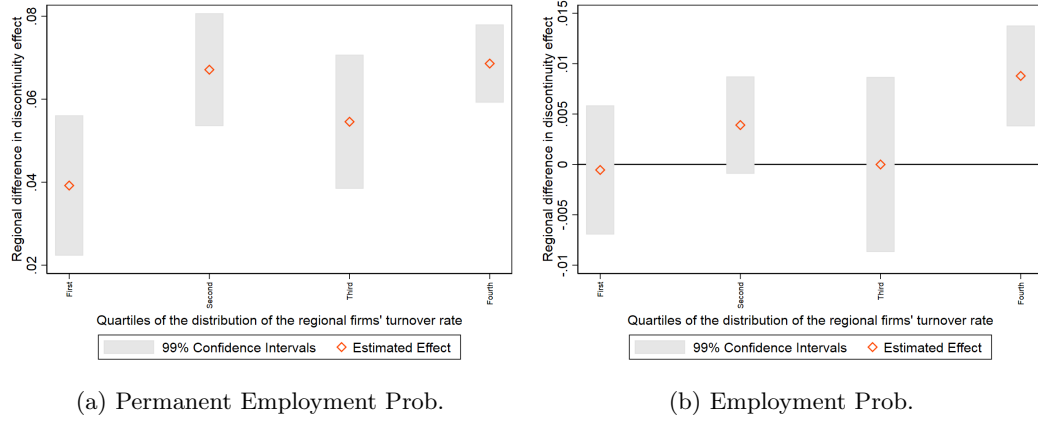 Regional difference in discontinuity effect
.08
.06
.04
.02
First
Second
Third
Fourth
Quartiles of the distribution of the regional firms' turnover rate
99% Confidence Intervals
Estimated Effect
(a) Permanent Employment Prob.
Regional difference in discontinuity effect
.015
.01
.005
0
-.005
-.01
First
Second
Third
Fourth
Quartiles of the distribution of the regional firms' turnover rate
99% Confidence Intervals
Estimated Effect
(b) Employment Prob.